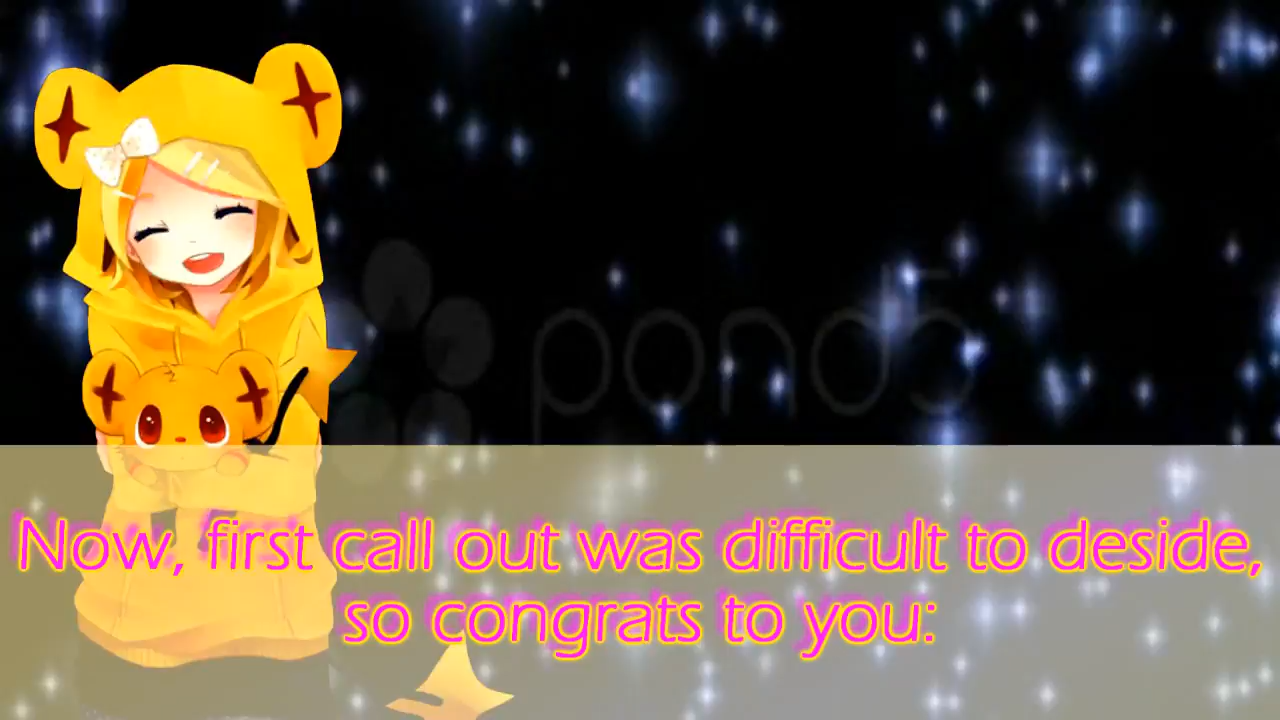 pond5
Now, first call out was difficult to deside,
so congrats to you: